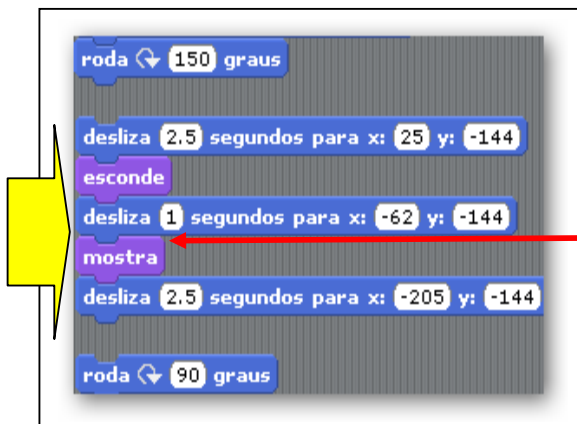 roda 150 graus
desliza 2.5 segundos para x: 25 y: -144
esconde
desliza 1 segundos para x: -62 y: -144
mostra
desliza 2.5 segundos para x: -205 y: -144
roda 90 graus